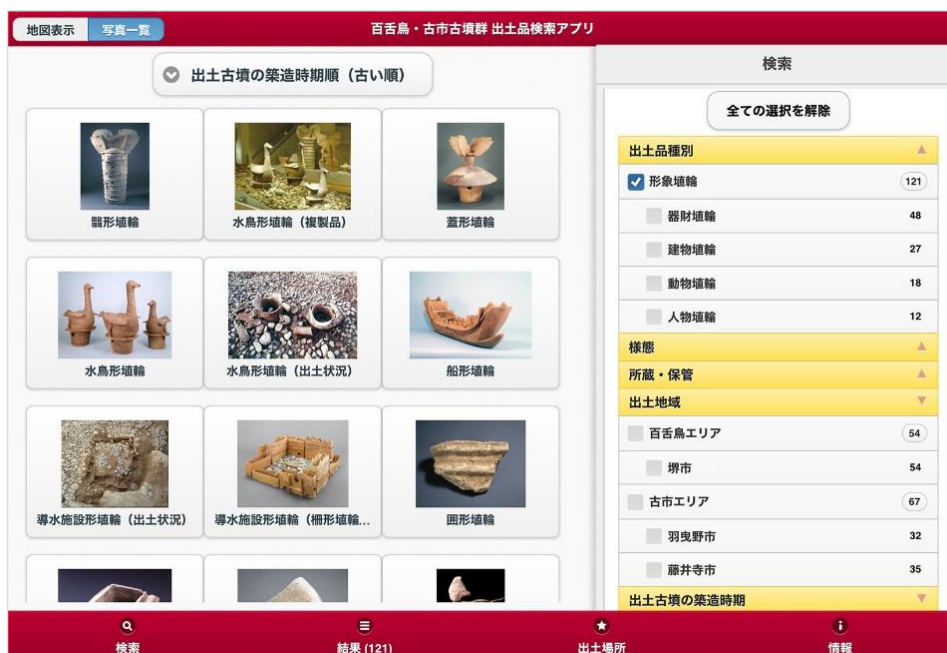 地図表示
写真一覧
百舌鳥・古市古墳群 出土品検索アプリ
出土古墳の築造時期順（古い順）
翳形埴輪
水鳥形埴輪（複製品）
蓋形埴輪
水鳥形埴輪
水鳥形埴輪（出土状況）
船形埴輪
導水施設形埴輪（出土状況）
導水施設形埴輪（柵形埴輪...
囲形埴輪
検索
全ての選択を解除
出土品種別
形象埴輪 121
器財埴輪 48
建物埴輪 27
動物埴輪 18
人物埴輪 12
様態
所蔵・保管
出土地域
百舌鳥エリア 54
堺市 54
古市エリア 67
羽曳野市 32
藤井寺市 35
出土古墳の築造時期
検索
結果 (121)
出土場所
情報